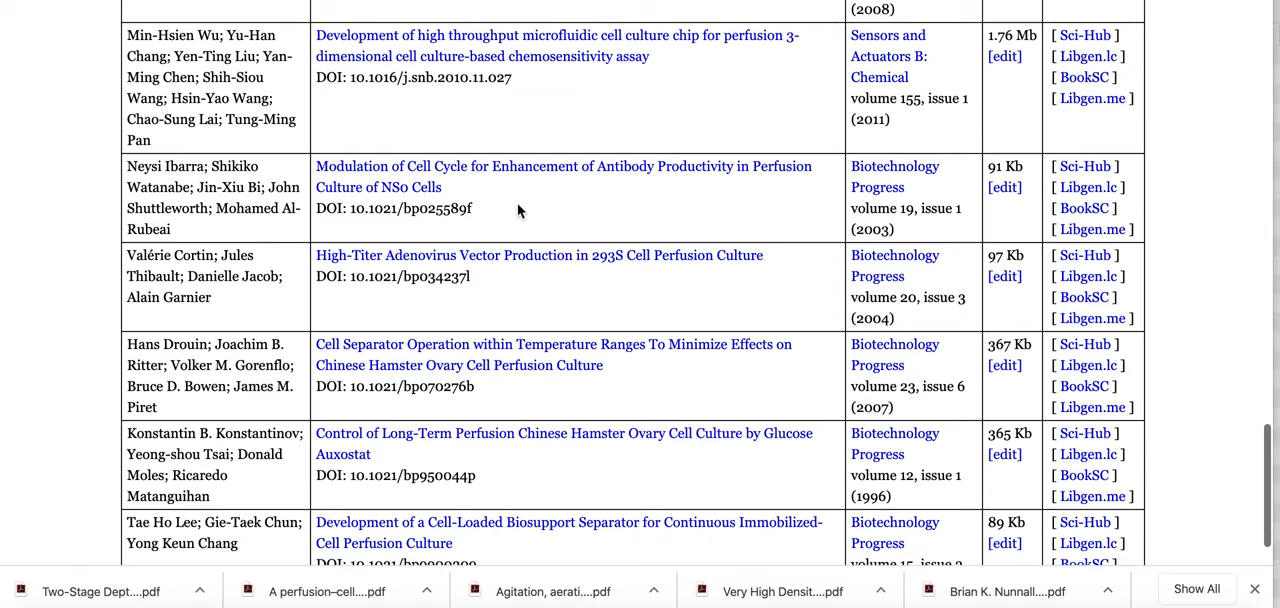 (2008)
Min-Hsien Wu; Yu-Han
Chang; Yen-Ting Liu; Yan-
Ming Chen; Shih-Siou
Wang; Hsin-Yao Wang;
Chao-Sung Lai; Tung-Ming
Pan
Development of high throughput microfluidic cell culture chip for perfusion 3-
dimensional cell culture-based chemosensitivity assay
DOI: 10.1016/j.snb.2010.11.027
Sensors and
Actuators B:
Chemical
volume 155, issue 1
(2011)
1.76 Mb
[edit]
[ Sci-Hub ]
[ Libgen.lc ]
[ BookSC ]
[ Libgen.me ]
Neysi Ibarra; Shikiko
Watanabe; Jin-Xiu Bi; John
Shuttleworth; Mohamed Al-
Rubeai
Modulation of Cell Cycle for Enhancement of Antibody Productivity in Perfusion
Culture of NS0 Cells
DOI: 10.1021/bp025589f
Biotechnology
Progress
volume 19, issue 1
(2003)
91 Kb
[edit]
[ Sci-Hub ]
[ Libgen.lc ]
[ BookSC ]
[ Libgen.me ]
Valérie Cortin; Jules
Thibault; Danielle Jacob;
Alain Garnier
High-Titer Adenovirus Vector Production in 293S Cell Perfusion Culture
DOI: 10.1021/bp034237l
Biotechnology
Progress
volume 20, issue 3
(2004)
97 Kb
[edit]
[ Sci-Hub ]
[ Libgen.lc ]
[ BookSC ]
[ Libgen.me ]
Hans Drouin; Joachim B.
Ritter; Volker M. Gorenflo;
Bruce D. Bowen; James M.
Piret
Cell Separator Operation within Temperature Ranges To Minimize Effects on
Chinese Hamster Ovary Cell Perfusion Culture
DOI: 10.1021/bp070276b
Biotechnology
Progress
volume 23, issue 6
(2007)
367 Kb
[edit]
[ Sci-Hub ]
[ Libgen.lc ]
[ BookSC ]
[ Libgen.me ]
Konstantin B. Konstantinov;
Yeong-shou Tsai; Donald
Moles; Ricaredo
Matanguihan
Control of Long-Term Perfusion Chinese Hamster Ovary Cell Culture by Glucose
Auxostat
DOI: 10.1021/bp950044p
Biotechnology
Progress
volume 12, issue 1
(1996)
365 Kb
[edit]
[ Sci-Hub ]
[ Libgen.lc ]
[ BookSC ]
[ Libgen.me ]
Tae Ho Lee; Gie-Taek Chun;
Yong Keun Chang
Development of a Cell-Loaded Biosupport Separator for Continuous Immobilized-
Cell Perfusion Culture
DOI:
Biotechnology
Progress
volume 15, issue
89 Kb
[edit]
[ Sci-Hub ]
[ Libgen.lc ]
[ BookSC ]
Two-Stage Dept....pdf
A perfusion–cell....pdf
Agitation, aerati....pdf
Very High Densit....pdf
Brian K. Nunnall....pdf
Show All